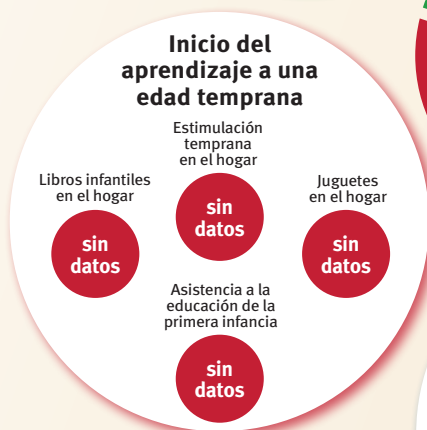 Inicio del
aprendizaje a una
edad temprana
Estimulación
temprana
en el hogar
sin
datos
Libros infantiles
en el hogar
sin
datos
Juguetes
en el hogar
sin
datos
Asistencia a la
educación de la
primera infancia
sin
datos